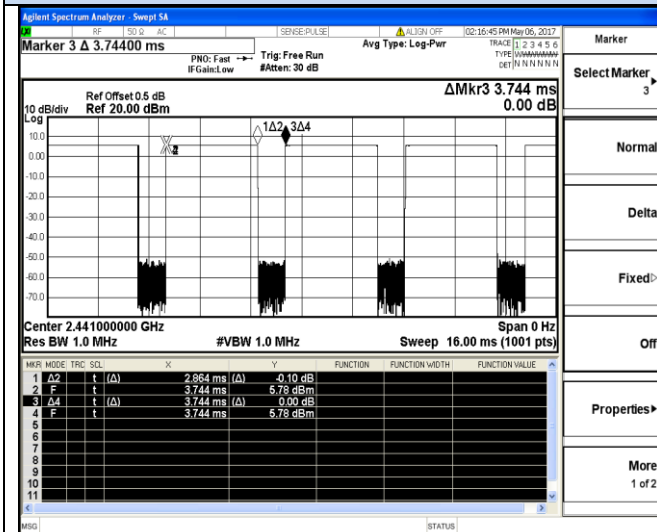 Agilent Spectrum Analyzer - Swept SA
RF 50 Ω AC SENSE:PULSE ALIGN OFF 02:16:45 PM May 06, 2017
Marker 3 Δ 3.74400 ms
PNO: Fast
IFGain:Low
Trig: Free Run
#Atten: 30 dB
Avg Type: Log-Pwr
TRACE 1 2 3 4 5 6
TYPE
DET N N N N N N
Ref Offset 0.5 dB
Ref 20.00 dBm
10 dB/div
Log
ΔMkr3 3.744 ms
0.00 dB
10.0
0.00
-10.0
-20.0
-30.0
-40.0
-50.0
-60.0
-70.0
1Δ2 3Δ4
Center 2.441000000 GHz
Span 0 Hz
Res BW 1.0 MHz
#VBW 1.0 MHz
Sweep 16.00 ms (1001 pts)
MKR MODE TRC SCL X Y FUNCTION FUNCTION WIDTH FUNCTION VALUE
1 Δ2 t (Δ) 2.864 ms (Δ) -0.10 dB
2 F t 3.744 ms 5.78 dBm
3 Δ4 t (Δ) 3.744 ms (Δ) 0.00 dB
4 F t 3.744 ms 5.78 dBm
5
6
7
8
9
10
11
MSG
STATUS
Marker
Select Marker
3
Normal
Delta
Fixed
Off
Properties
More
1 of 2